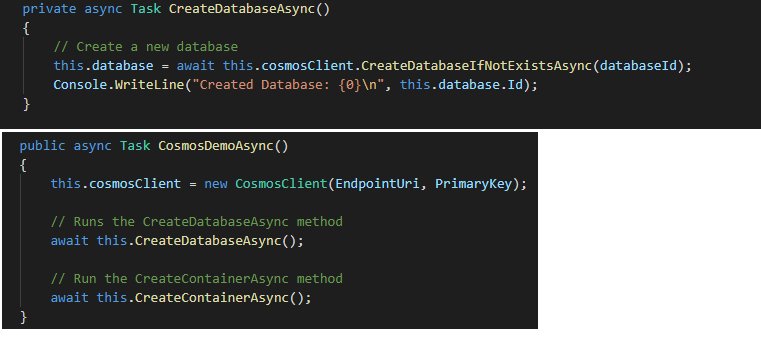 private async Task CreateDatabaseAsync()
{
    // Create a new database
    this.database = await this.cosmosClient.CreateDatabaseIfNotExistsAsync(databaseId);
    Console.WriteLine("Created Database: {0}\n", this.database.Id);
}
public async Task CosmosDemoAsync()
{
    this.cosmosClient = new CosmosClient(EndpointUri, PrimaryKey);

    // Runs the CreateDatabaseAsync method
    await this.CreateDatabaseAsync();

    // Run the CreateContainerAsync method
    await this.CreateContainerAsync();
}